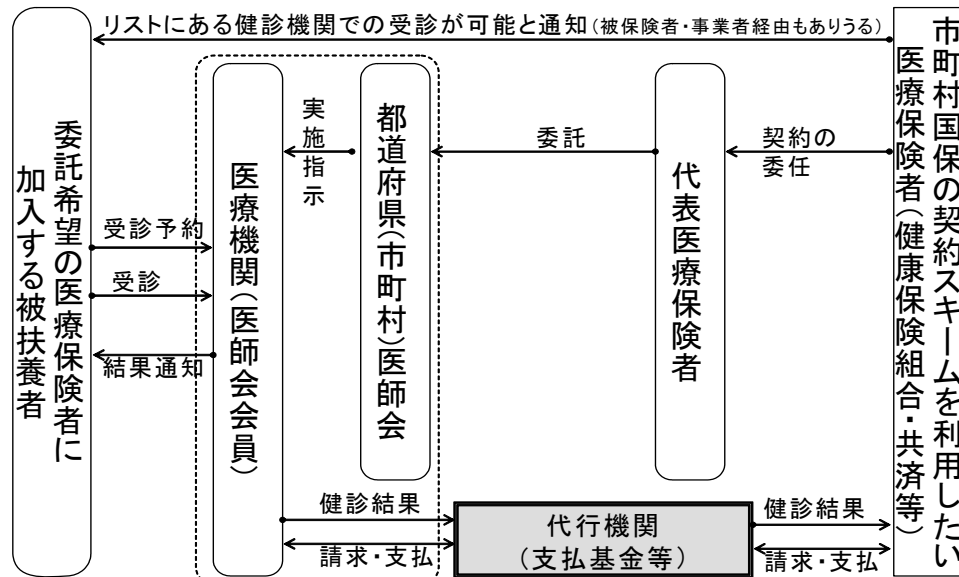 リストにある健診機関での受診が可能と通知(被保険者・事業者経由もありうる)
市町村国保の契約スキームを利用したい
医療保険者(健康保険組合・共済等)
契約の
委任
代表医療保険者
委託
都道府県(市町村)医師会
実施指示
医療機関(医師会会員)
委託希望の医療保険者に
加入する被扶養者
受診予約
受診
結果通知
健診結果
請求・支払
代行機関
(支払基金等)
健診結果
請求・支払